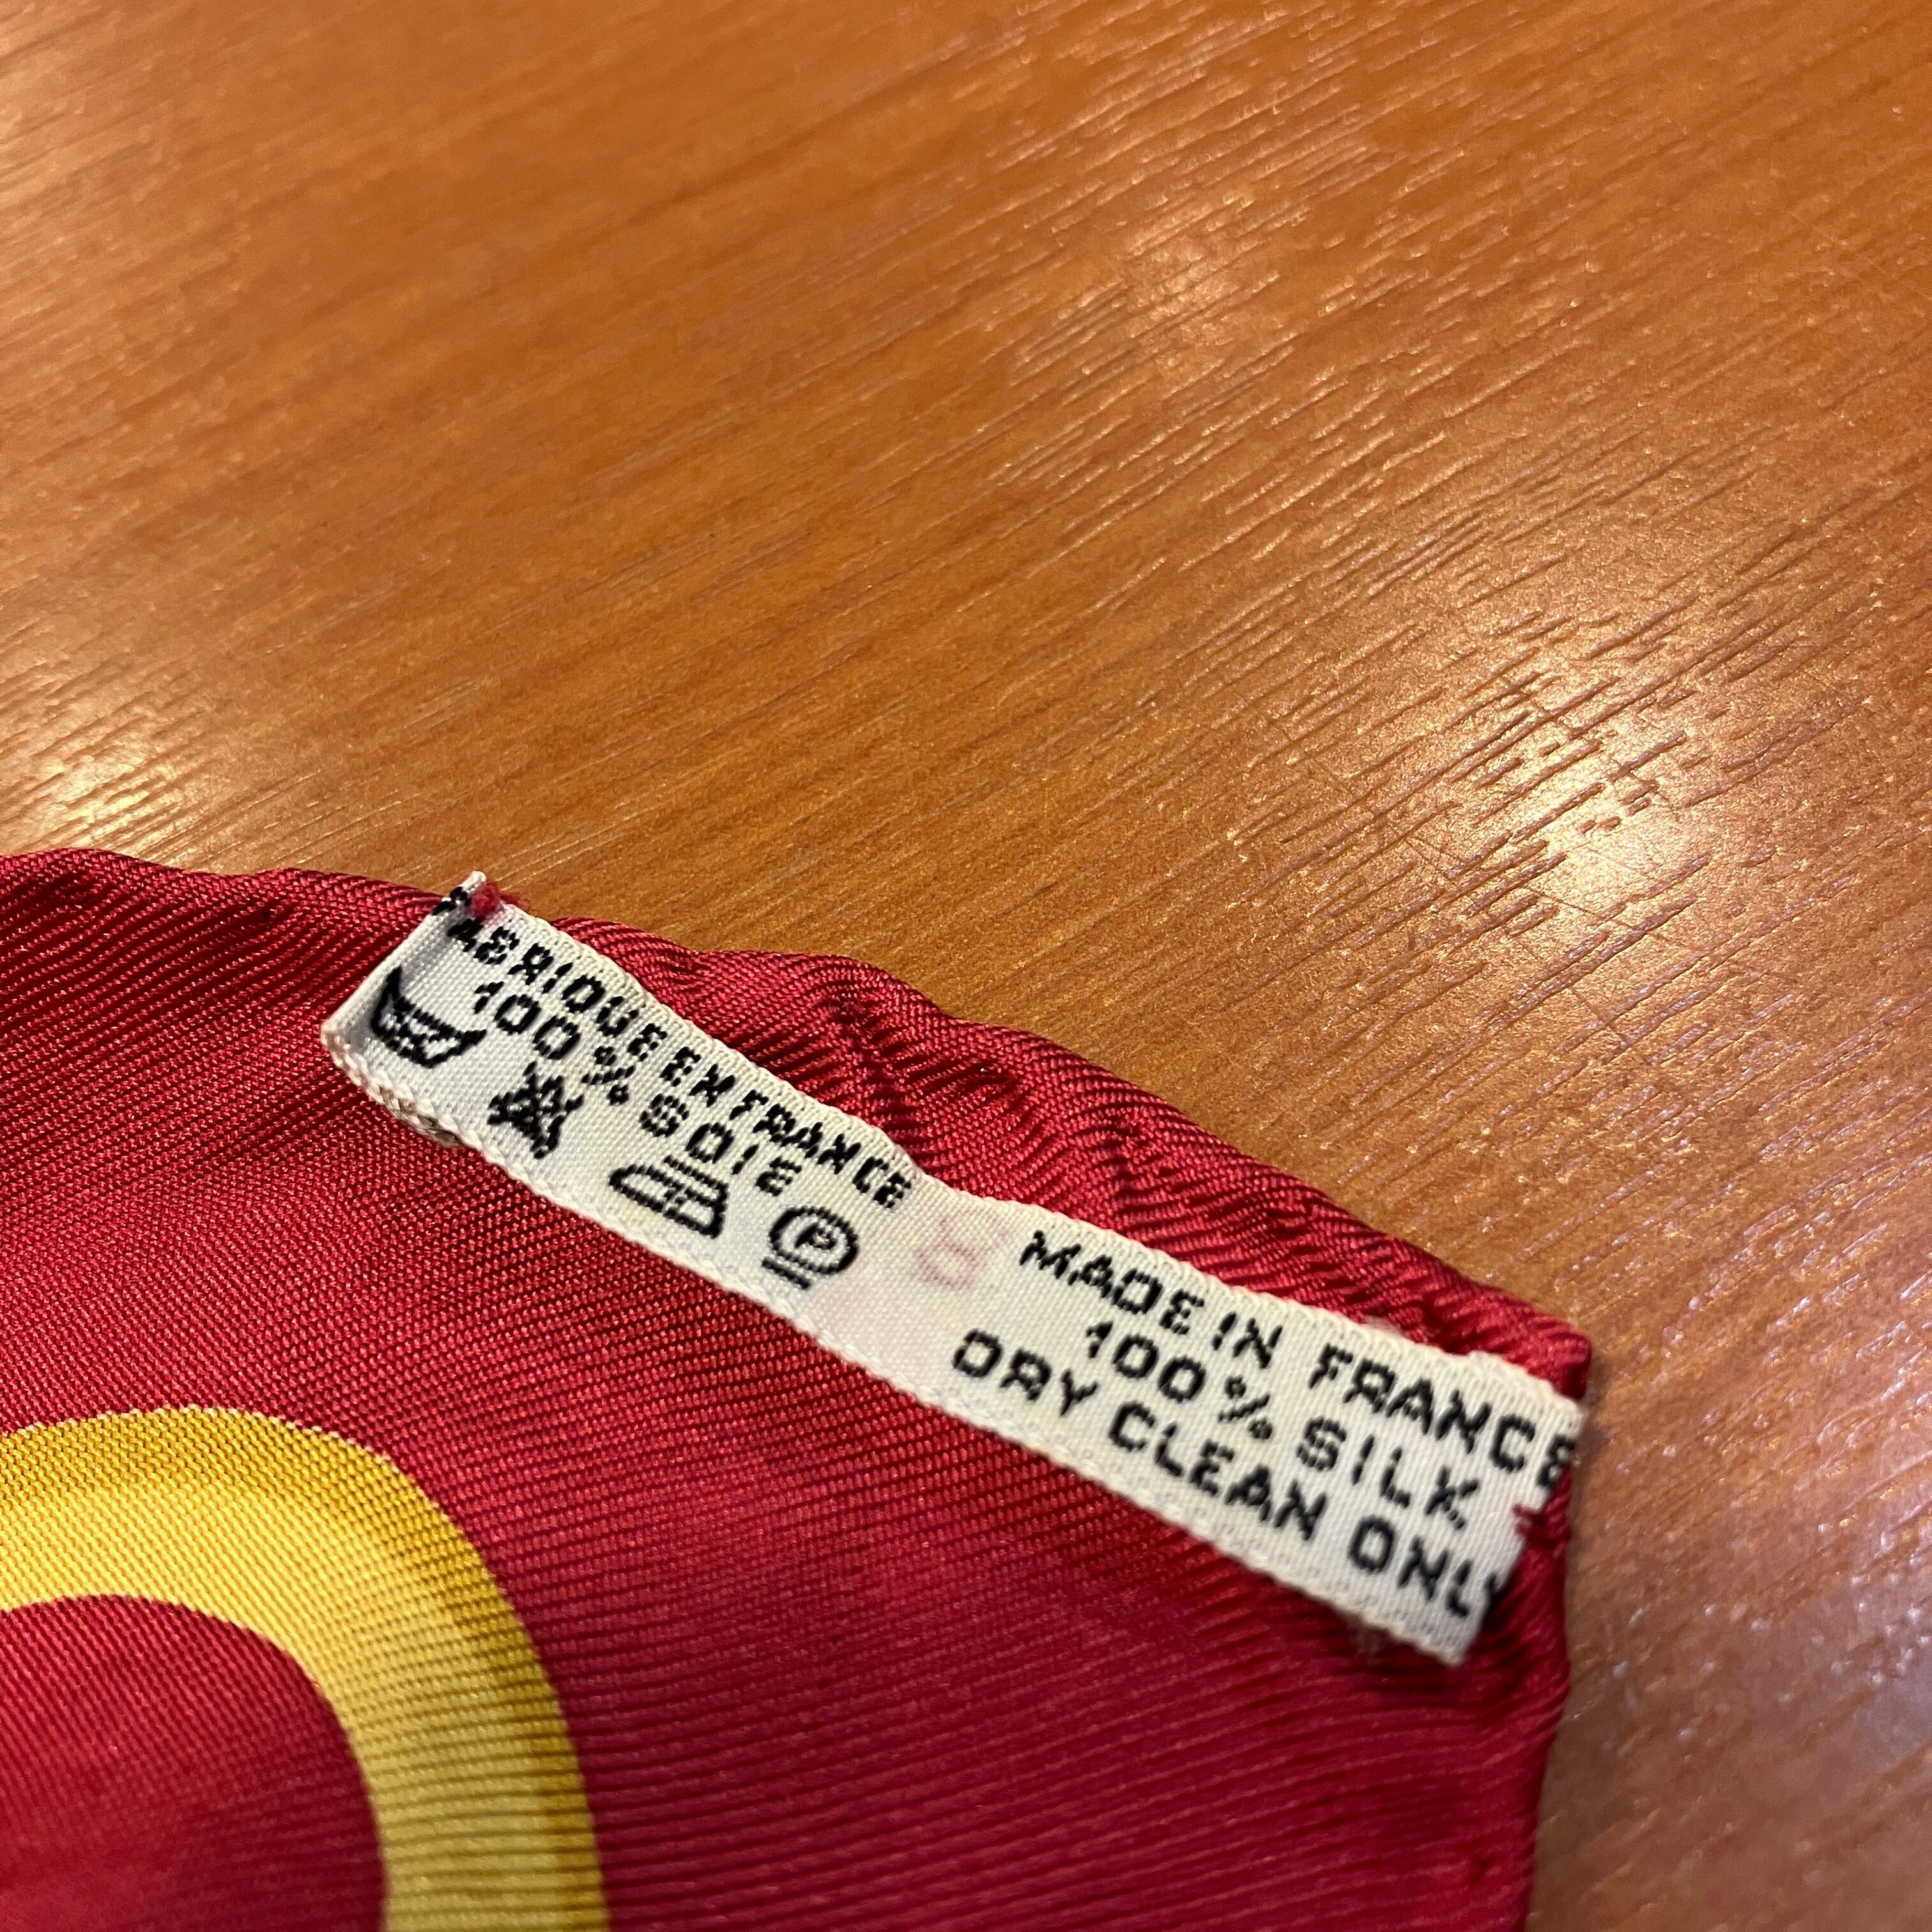 FABRIQUE EN FRANCE
100% SOIE
P
MADE IN FRANCE
100% SILK
DRY CLEAN ONLY